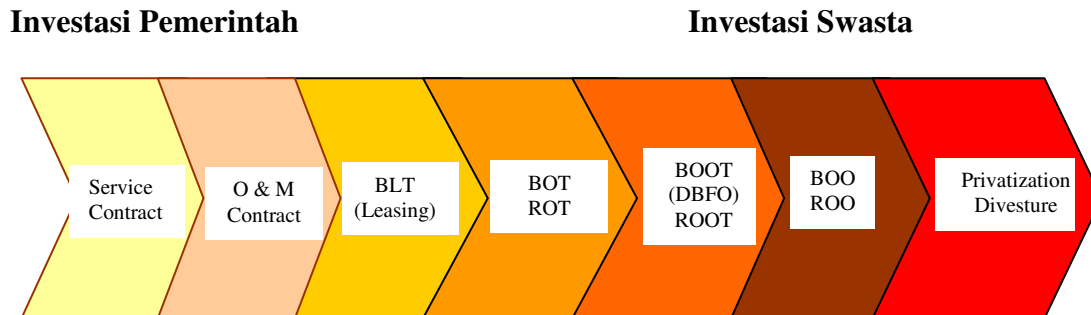 Investasi Pemerintah
Investasi Swasta
Service
Contract
O & M
Contract
BLT
(Leasing)
BOT
ROT
BOOT
(DBFO)
ROOT
BOO
ROO
Privatization
Divesture